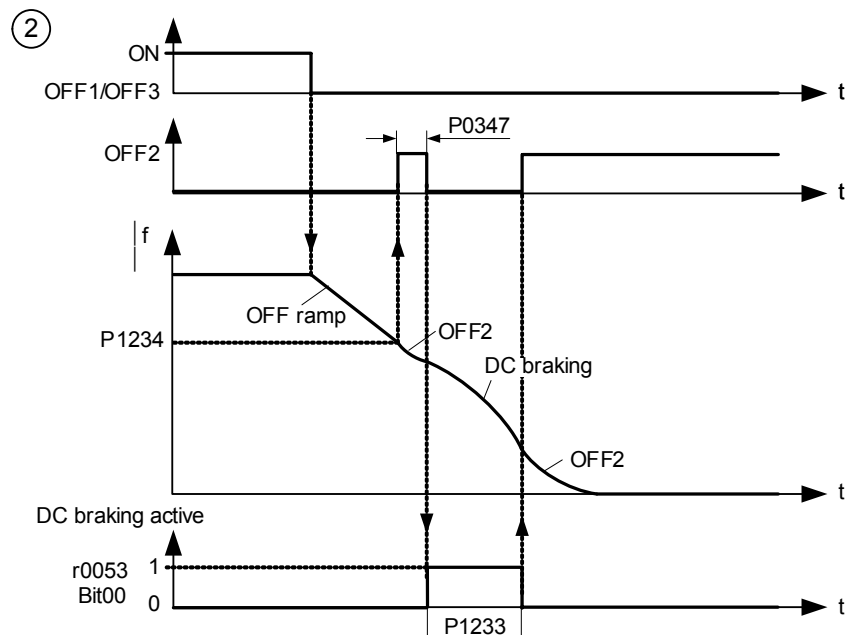 2
ON
OFF1/OFF3
t
P0347
OFF2
t
|f|
OFF ramp
P1234
OFF2
DC braking
OFF2
t
DC braking active
r0053
Bit00
1
0
t
P1233